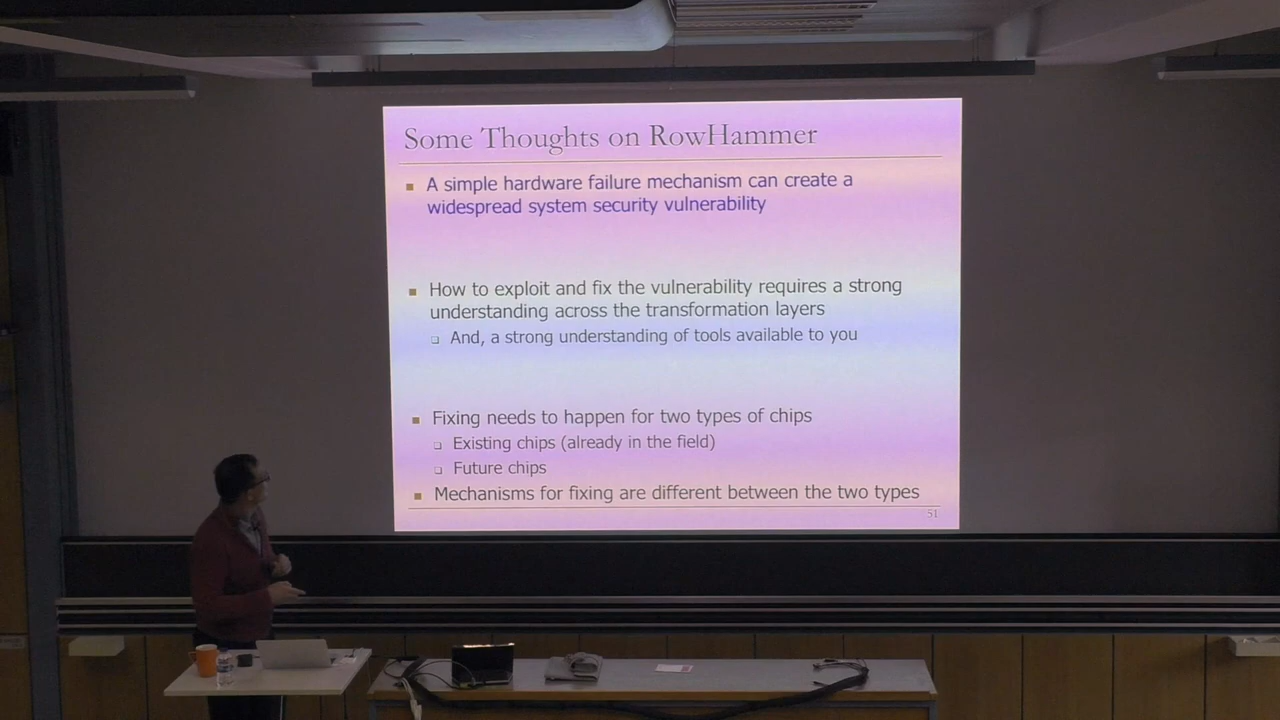 Some Thoughts on RowHammer
A simple hardware failure mechanism can create a
widespread system security vulnerability
How to exploit and fix the vulnerability requires a strong
understanding across the transformation layers
And, a strong understanding of tools available to you
Fixing needs to happen for two types of chips
Existing chips (already in the field)
Future chips
Mechanisms for fixing are different between the two types
51